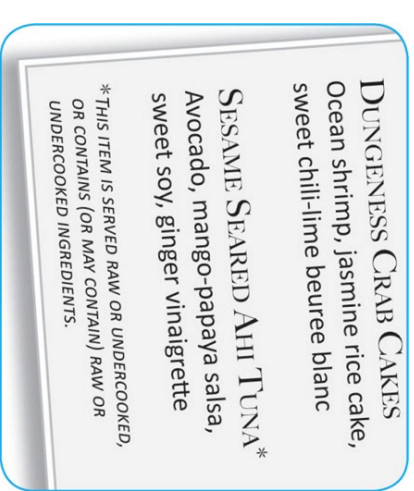 DUNGENESS CRAB CAKES
Ocean shrimp, jasmine rice cake,
sweet chili-lime beuree blanc
SESAME SEARED AHI TUNA*
Avocado, mango-papaya salsa,
sweet soy, ginger vinaigrette
*THIS ITEM IS SERVED RAW OR UNDERCOOKED,
OR CONTAINS (OR MAY CONTAIN) RAW OR
UNDERCOOKED INGREDIENTS.